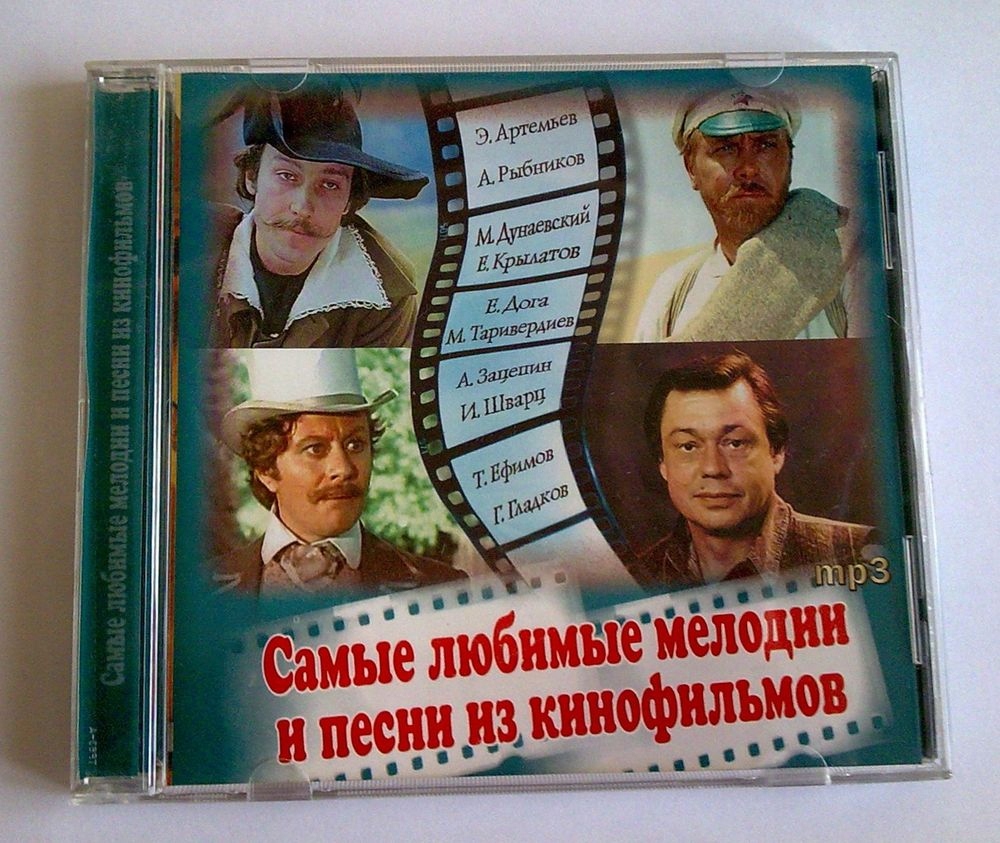 Э. Артемьев
А. Рыбников
М. Дунаевский
Е. Крылатов
Е. Дога
М. Таривердиев
А. Зацепин
И. Шварц
Т. Ефимов
Г. Гладков
mp3
Самые любимые мелодии
и песни из кинофильмов
Самые любимые мелодии и песни из кинофильмов